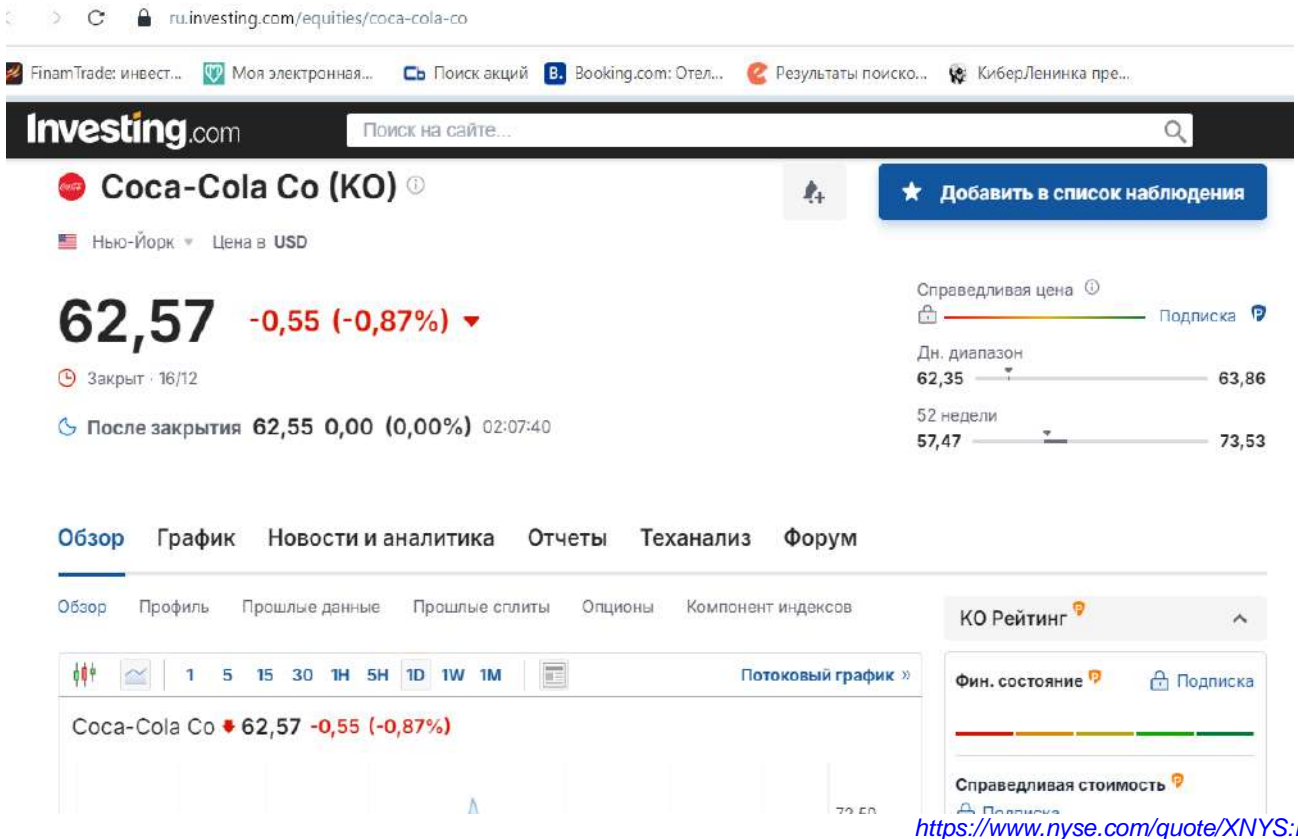 ru.investing.com/equities/coca-cola-co
FinamTrade: инвест... Моя электронная... Поиск акций Booking.com: Отел... Результаты поиско... КиберЛенинка пре...
Investing.com Поиск на сайте...
Coca-Cola Co (KO)
Добавить в список наблюдения
Нью-Йорк Цена в USD
62,57 -0,55 (-0,87%)
Закрыт · 16/12
После закрытия 62,55 0,00 (0,00%) 02:07:40
Справедливая цена
Подписка
Дн. диапазон
62,35 63,86
52 недели
57,47 73,53
Обзор График Новости и аналитика Отчеты Теханализ Форум
Обзор Профиль Прошлые данные Прошлые сплиты Опционы Компонент индексов
1 5 15 30 1H 5H 1D 1W 1M Потоковый график »
Coca-Cola Co 62,57 -0,55 (-0,87%)
KO Рейтинг
Фин. состояние Подписка
Справедливая стоимость
Подписка
https://www.nyse.com/quote/XNYS: